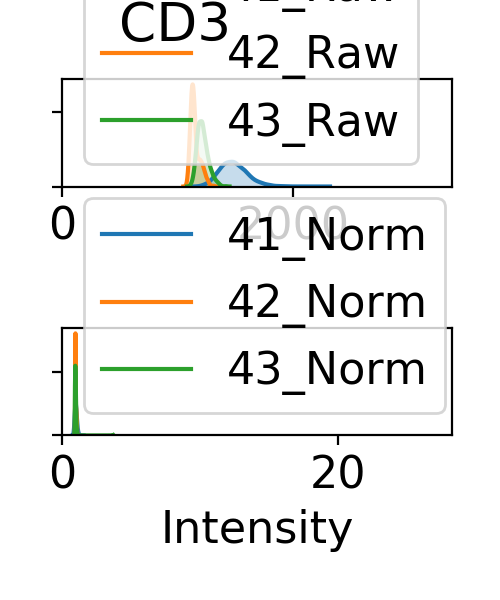 CD3
42_Raw
43_Raw
0 2000
41_Norm
42_Norm
43_Norm
0 20
Intensity